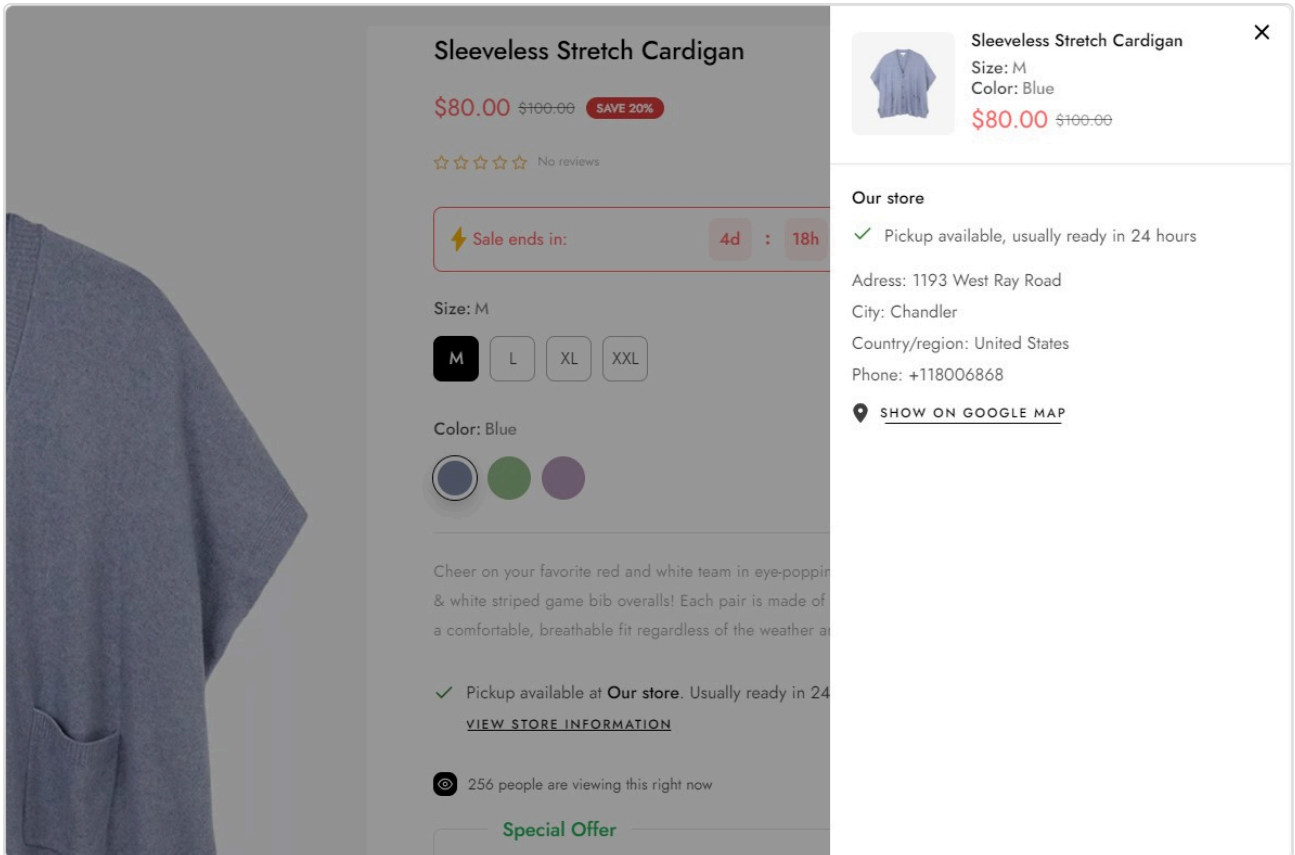 Sleeveless Stretch Cardigan
$80.00 $100.00 SAVE 20%
No reviews
Sale ends in: 4d : 18h
Size: M
M L XL XXL
Color: Blue
Cheer on your favorite red and white team in
& white striped game bib overalls! Each pair is made of
a comfortable, breathable fit regardless of the weather
Pickup available at Our store. Usually ready in 24
VIEW STORE INFORMATION
256 people are viewing this right now
Special Offer
Sleeveless Stretch Cardigan
Size: M
Color: Blue
$80.00 $100.00
Our store
Pickup available, usually ready in 24 hours
Adress: 1193 West Ray Road
City: Chandler
Country/region: United States
Phone: +118006868
SHOW ON GOOGLE MAP